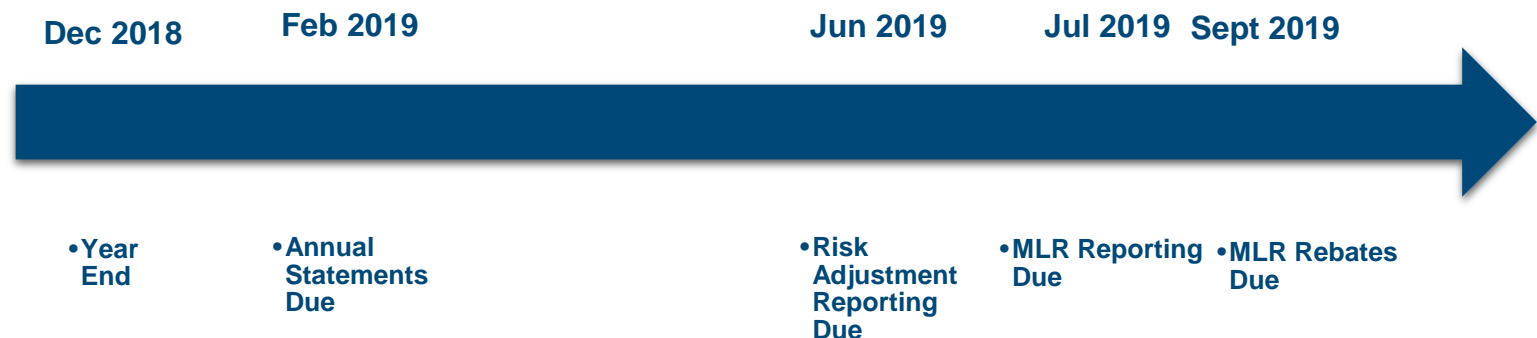 Dec 2018
Feb 2019
Jun 2019
Jul 2019
Sept 2019
•Year
End
•Annual
Statements
Due
•Risk
Adjustment
Reporting
Due
•MLR Reporting
Due
•MLR Rebates
Due